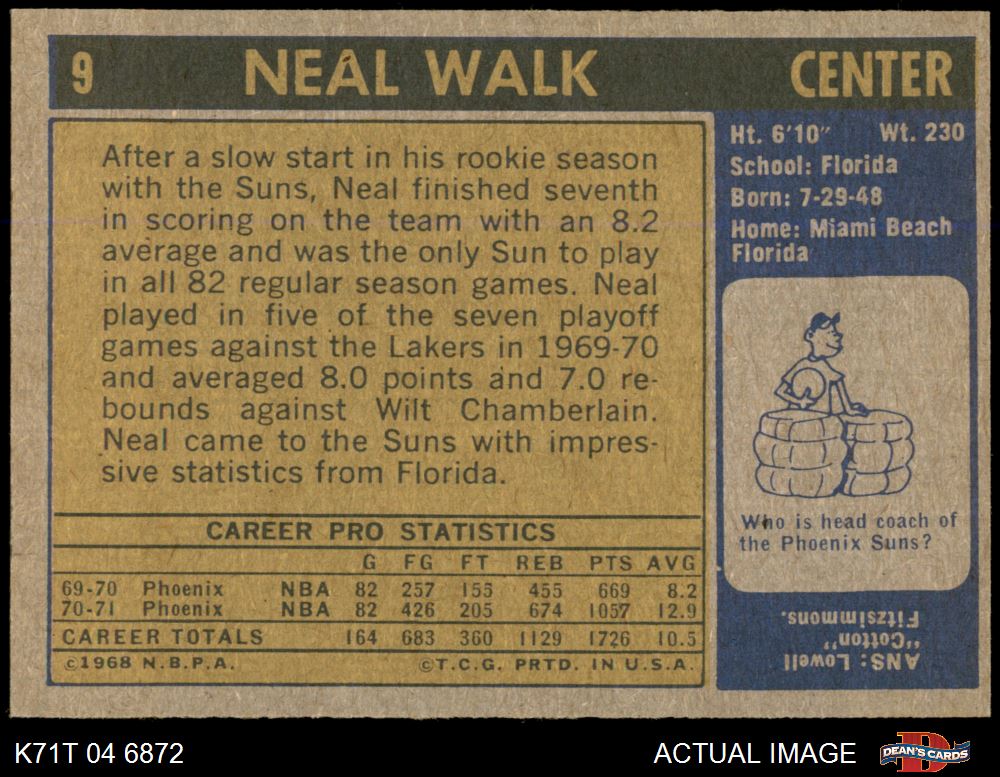 9 NEAL WALK CENTER
After a slow start in his rookie season
with the Suns, Neal finished seventh
in scoring on the team with an 8.2
average and was the only Sun to play
in all 82 regular season games. Neal
played in five of the seven playoff
games against the Lakers in 1969-70
and averaged 8.0 points and 7.0 re-
bounds against Wilt Chamberlain.
Neal came to the Suns with impres-
sive statistics from Florida.
CAREER PRO STATISTICS
G FG FT REB PTS AVG
69-70 Phoenix NBA 82 257 155 455 669 8.2
70-71 Phoenix NBA 82 426 205 674 1057 12.9
CAREER TOTALS 164 683 360 1129 1726 10.5
©1968 N.B.P.A. ©T.C.G. PRTD. IN U.S.A.
Ht. 6'10" Wt. 230
School: Florida
Born: 7-29-48
Home: Miami Beach
Florida
Who is head coach of
the Phoenix Suns?
ANS: Lowell
"Cotton"
Fitzsimmons.
K71T 04 6872 ACTUAL IMAGE DEAN'S CARDS